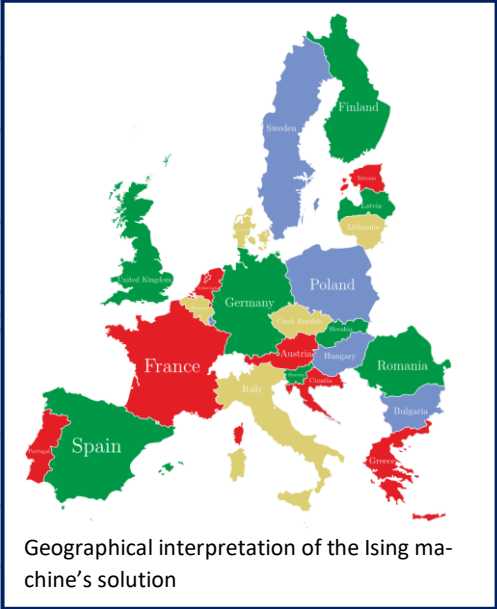 Finland
Sweden
Estonia
Latvia
Lithuania
United Kingdom
Poland
Germany
Czech Republic
Slovakia
Austria
Hungary
Romania
France
Slovenia
Croatia
Italy
Bulgaria
Spain
Portugal
Greece
Geographical interpretation of the Ising ma-
chine's solution